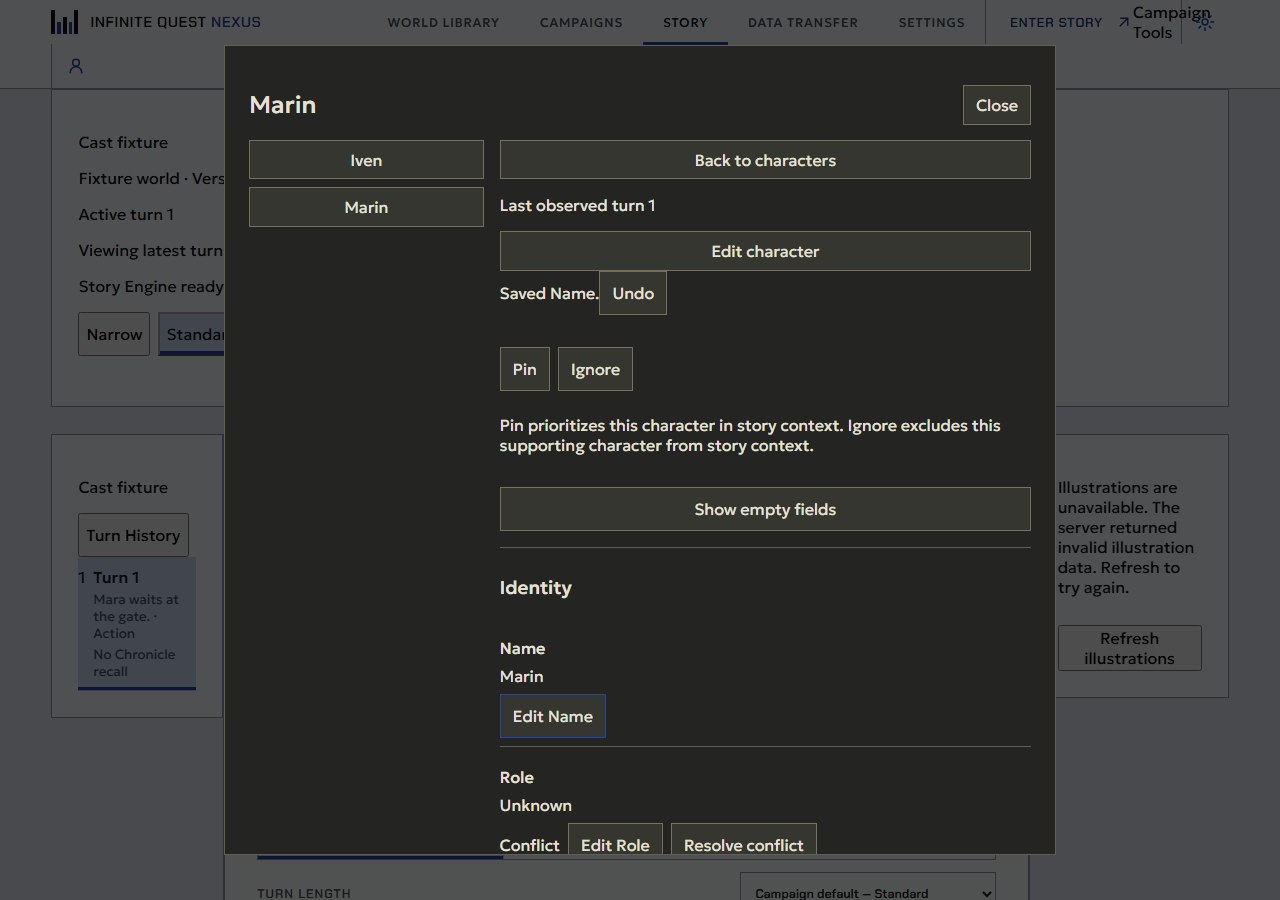 INFINITE QUEST NEXUS
WORLD LIBRARY
CAMPAIGNS
STORY
DATA TRANSFER
SETTINGS
ENTER STORY
Campaign
Tools
Marin
Close
Iven
Marin
Back to characters
Last observed turn 1
Edit character
Saved Name.
Undo
Pin
Ignore
Pin prioritizes this character in story context. Ignore excludes this
supporting character from story context.
Show empty fields
Identity
Name
Marin
Edit Name
Role
Unknown
Conflict
Edit Role
Resolve conflict
Cast fixture
Fixture world · Vers
Active turn 1
Viewing latest turn
Story Engine ready
Narrow
Standar
Cast fixture
Turn History
1 Turn 1
Mara waits at
the gate. ·
Action
No Chronicle
recall
Illustrations are
unavailable. The
server returned
invalid illustration
data. Refresh to
try again.
Refresh
illustrations
TURN LENGTH
Campaign default — Standard